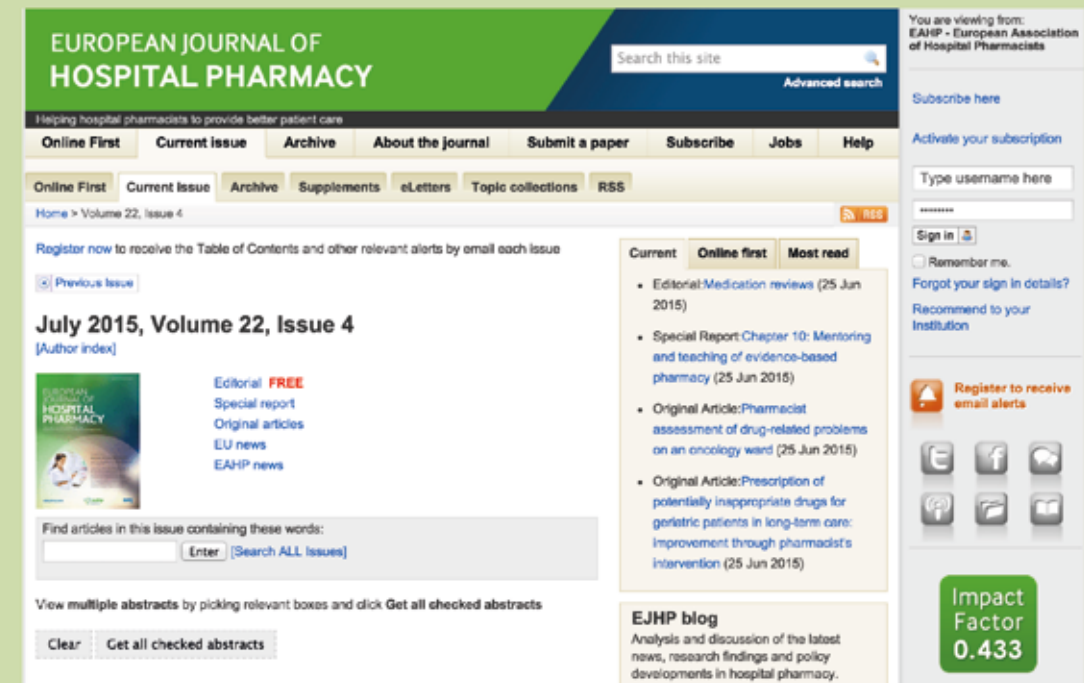 EUROPEAN JOURNAL OF
HOSPITAL PHARMACY
Search this site
Advanced search
Helping hospital pharmacists to provide better patient care
Online First Current issue Archive About the journal Submit a paper Subscribe Jobs Help
Online First Current Issue Archive Supplements eLetters Topic collections RSS
Home > Volume 22, Issue 4
RSS
Register now to receive the Table of Contents and other relevant alerts by email each issue
Previous Issue
July 2015, Volume 22, Issue 4
[Author index]
EUROPEAN
JOURNAL OF
HOSPITAL
PHARMACY
Editorial FREE
Special report
Original articles
EU news
EAHP news
Find articles in this issue containing these words:
Enter [Search ALL Issues]
View multiple abstracts by picking relevant boxes and click Get all checked abstracts
Clear Get all checked abstracts
Current Online first Most read
Editorial:Medication reviews (25 Jun
2015)
Special Report:Chapter 10: Mentoring
and teaching of evidence-based
pharmacy (25 Jun 2015)
Original Article:Pharmacist
assessment of drug-related problems
on an oncology ward (25 Jun 2015)
Original Article:Prescription of
potentially inappropriate drugs for
geriatric patients in long-term care:
improvement through pharmacist's
intervention (25 Jun 2015)
EJHP blog
Analysis and discussion of the latest
news, research findings and policy
developments in hospital pharmacy.
You are viewing from:
EAHP - European Association
of Hospital Pharmacists
Subscribe here
Activate your subscription
Type username here
••••••••
Sign in
Remember me.
Forgot your sign in details?
Recommend to your
Institution
Register to receive
email alerts
Impact
Factor
0.433